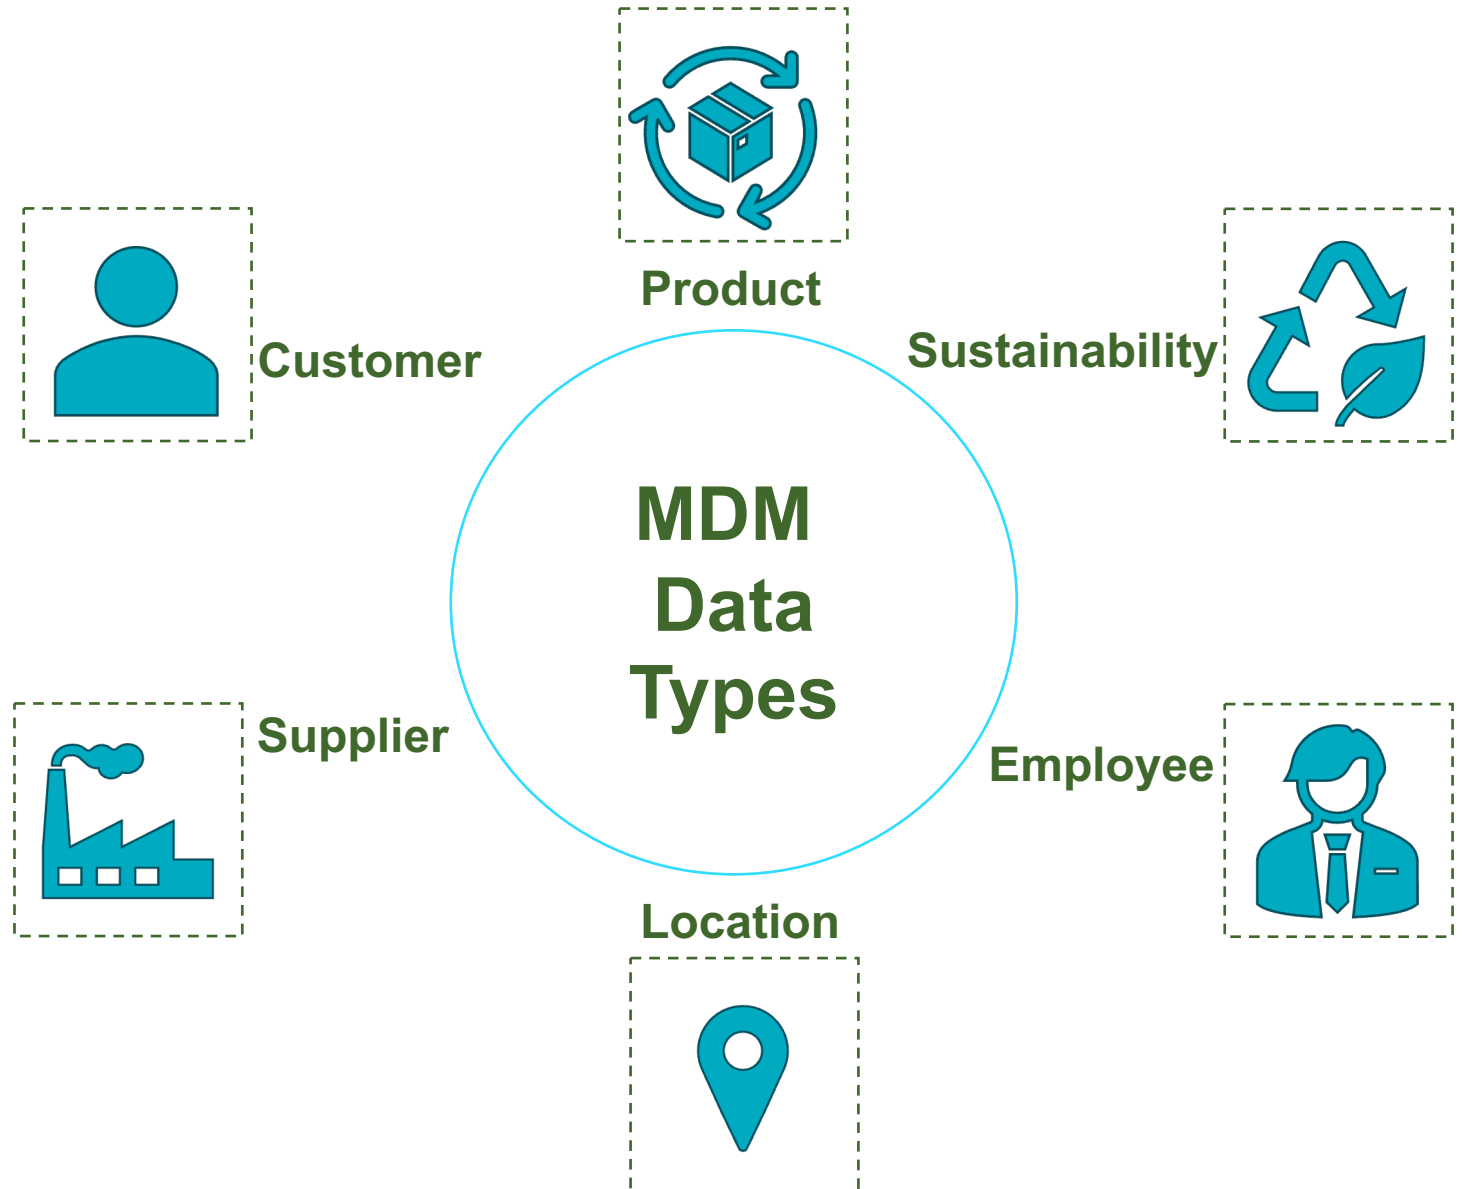 Product
Customer
Sustainability
MDM
Data
Types
Supplier
Employee
Location